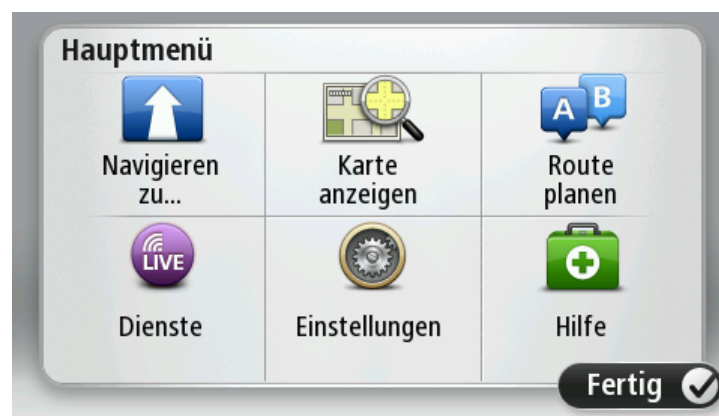 Hauptmenü
Navigieren
zu...
Karte
anzeigen
A B
Route
planen
LIVE
Dienste
Einstellungen
Hilfe
Fertig